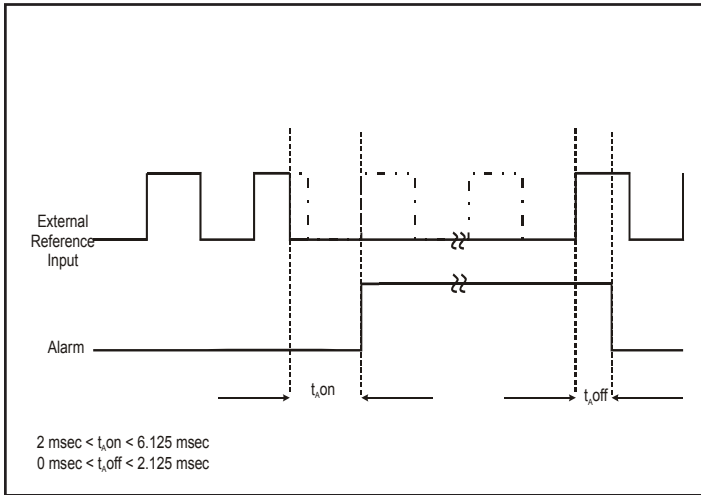 External
Reference
Input
Alarm
tₐon
tₐoff
2 msec < tₐon < 6.125 msec
0 msec < tₐoff < 2.125 msec